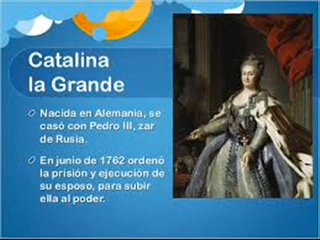 Catalina
la Grande
Nacida en Alemania, se
casó con Pedro III, zar
de Rusia.
En junio de 1762 ordenó
la prisión y ejecución de
su esposo, para subir
ella al poder.